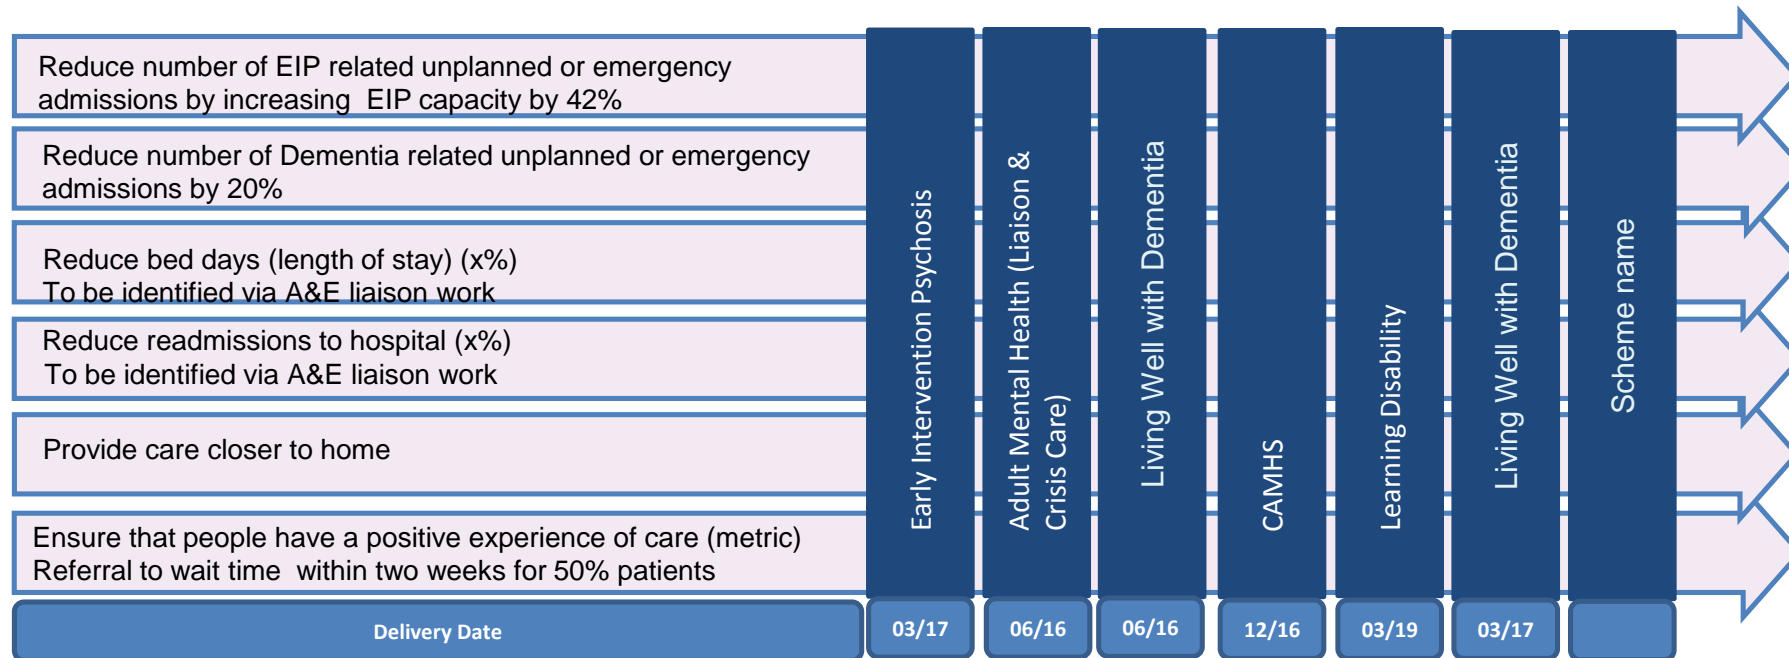 Reduce number of EIP related unplanned or emergency
admissions by increasing EIP capacity by 42%
Reduce number of Dementia related unplanned or emergency
admissions by 20%
Reduce bed days (length of stay) (x%)
To be identified via A&E liaison work
Reduce readmissions to hospital (x%)
To be identified via A&E liaison work
Provide care closer to home
Ensure that people have a positive experience of care (metric)
Referral to wait time within two weeks for 50% patients
Early Intervention Psychosis
Adult Mental Health (Liaison &
Crisis Care)
Living Well with Dementia
CAMHS
Learning Disability
Living Well with Dementia
Scheme name
Delivery Date
03/17
06/16
06/16
12/16
03/19
03/17